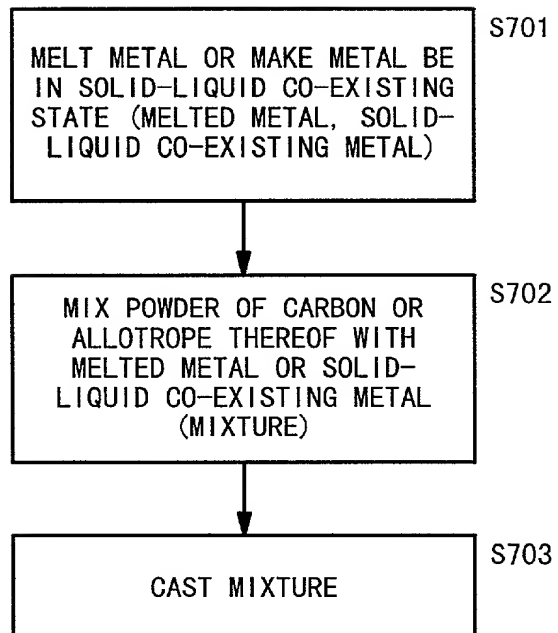 S701
MELT METAL OR MAKE METAL BE
IN SOLID-LIQUID CO-EXISTING
STATE (MELTED METAL, SOLID-
LIQUID CO-EXISTING METAL)
S702
MIX POWDER OF CARBON OR
ALLOTROPE THEREOF WITH
MELTED METAL OR SOLID-
LIQUID CO-EXISTING METAL
(MIXTURE)
S703
CAST MIXTURE